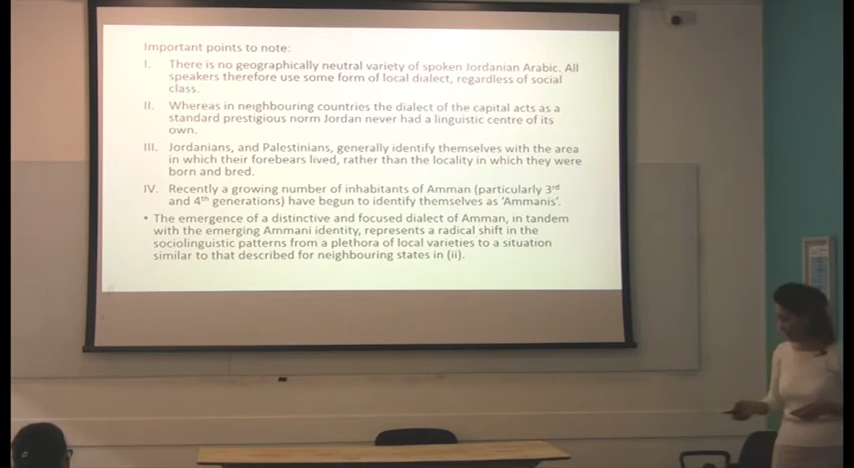 Important points to note:
I. There is no geographically neutral variety of spoken Jordanian Arabic. All
speakers therefore use some form of local dialect, regardless of social
class.
II. Whereas in neighbouring countries the dialect of the capital acts as a
standard prestigious norm Jordan never had a linguistic centre of its
own.
III. Jordanians, and Palestinians, generally identify themselves with the area
in which their forebears lived, rather than the locality in which they were
born and bred.
IV. Recently a growing number of inhabitants of Amman (particularly 3rd
and 4th generations) have begun to identify themselves as 'Ammanis'.
• The emergence of a distinctive and focused dialect of Amman, in tandem
with the emerging Ammani identity, represents a radical shift in the
sociolinguistic patterns from a plethora of local varieties to a situation
similar to that described for neighbouring states in (ii).